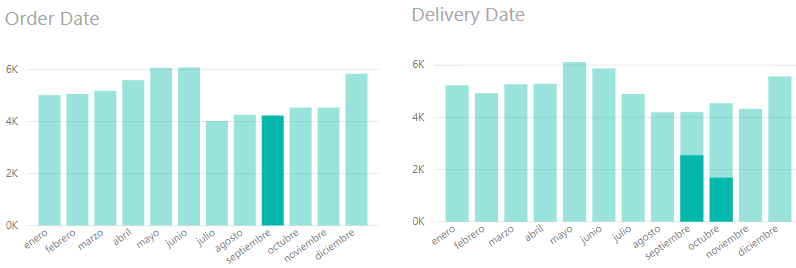 Order Date
6K
4K
2K
0K
enero
febrero
marzo
abril
mayo
junio
julio
agosto
septiembre
octubre
noviembre
diciembre
Delivery Date
6K
4K
2K
0K
enero
febrero
marzo
abril
mayo
junio
julio
agosto
septiembre
octubre
noviembre
diciembre